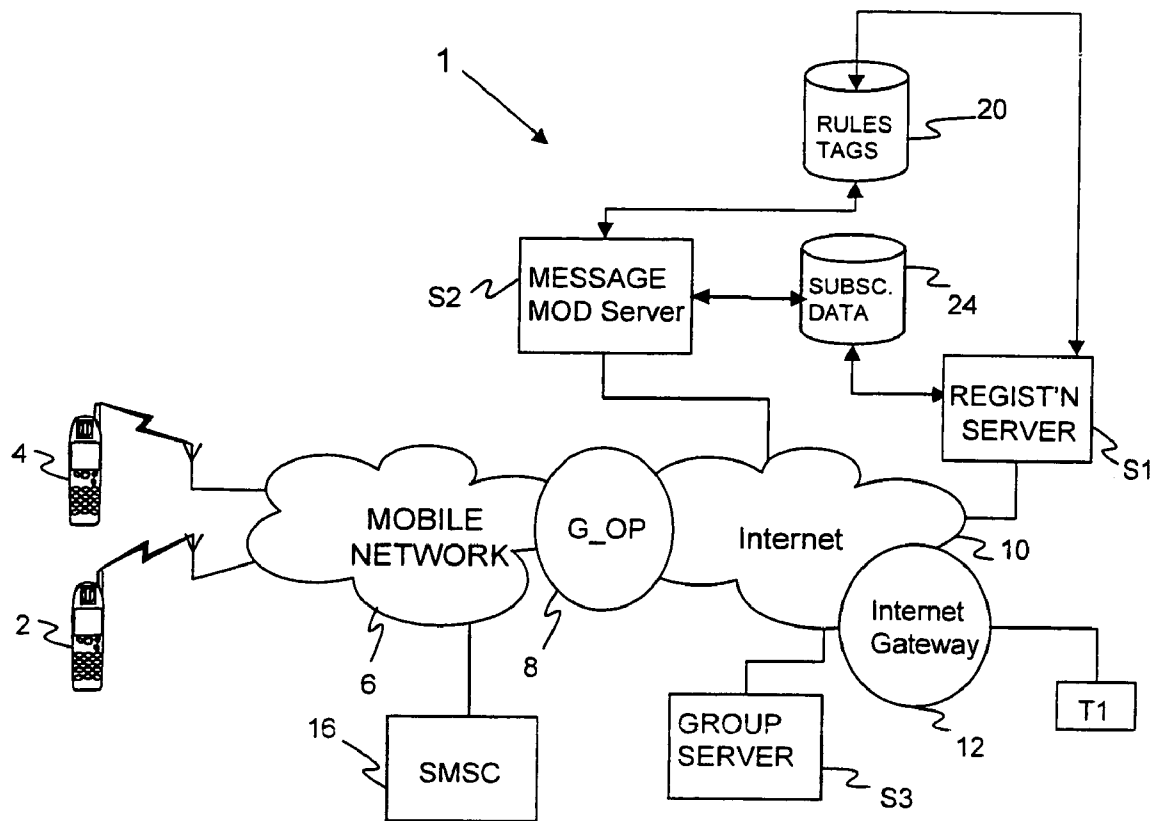 1
RULES
TAGS
20
S2
MESSAGE
MOD Server
SUBSC.
DATA
24
REGIST'N
SERVER
S1
4
MOBILE
NETWORK
G_OP
Internet
10
2
6
8
Internet
Gateway
12
T1
16
SMSC
GROUP
SERVER
S3